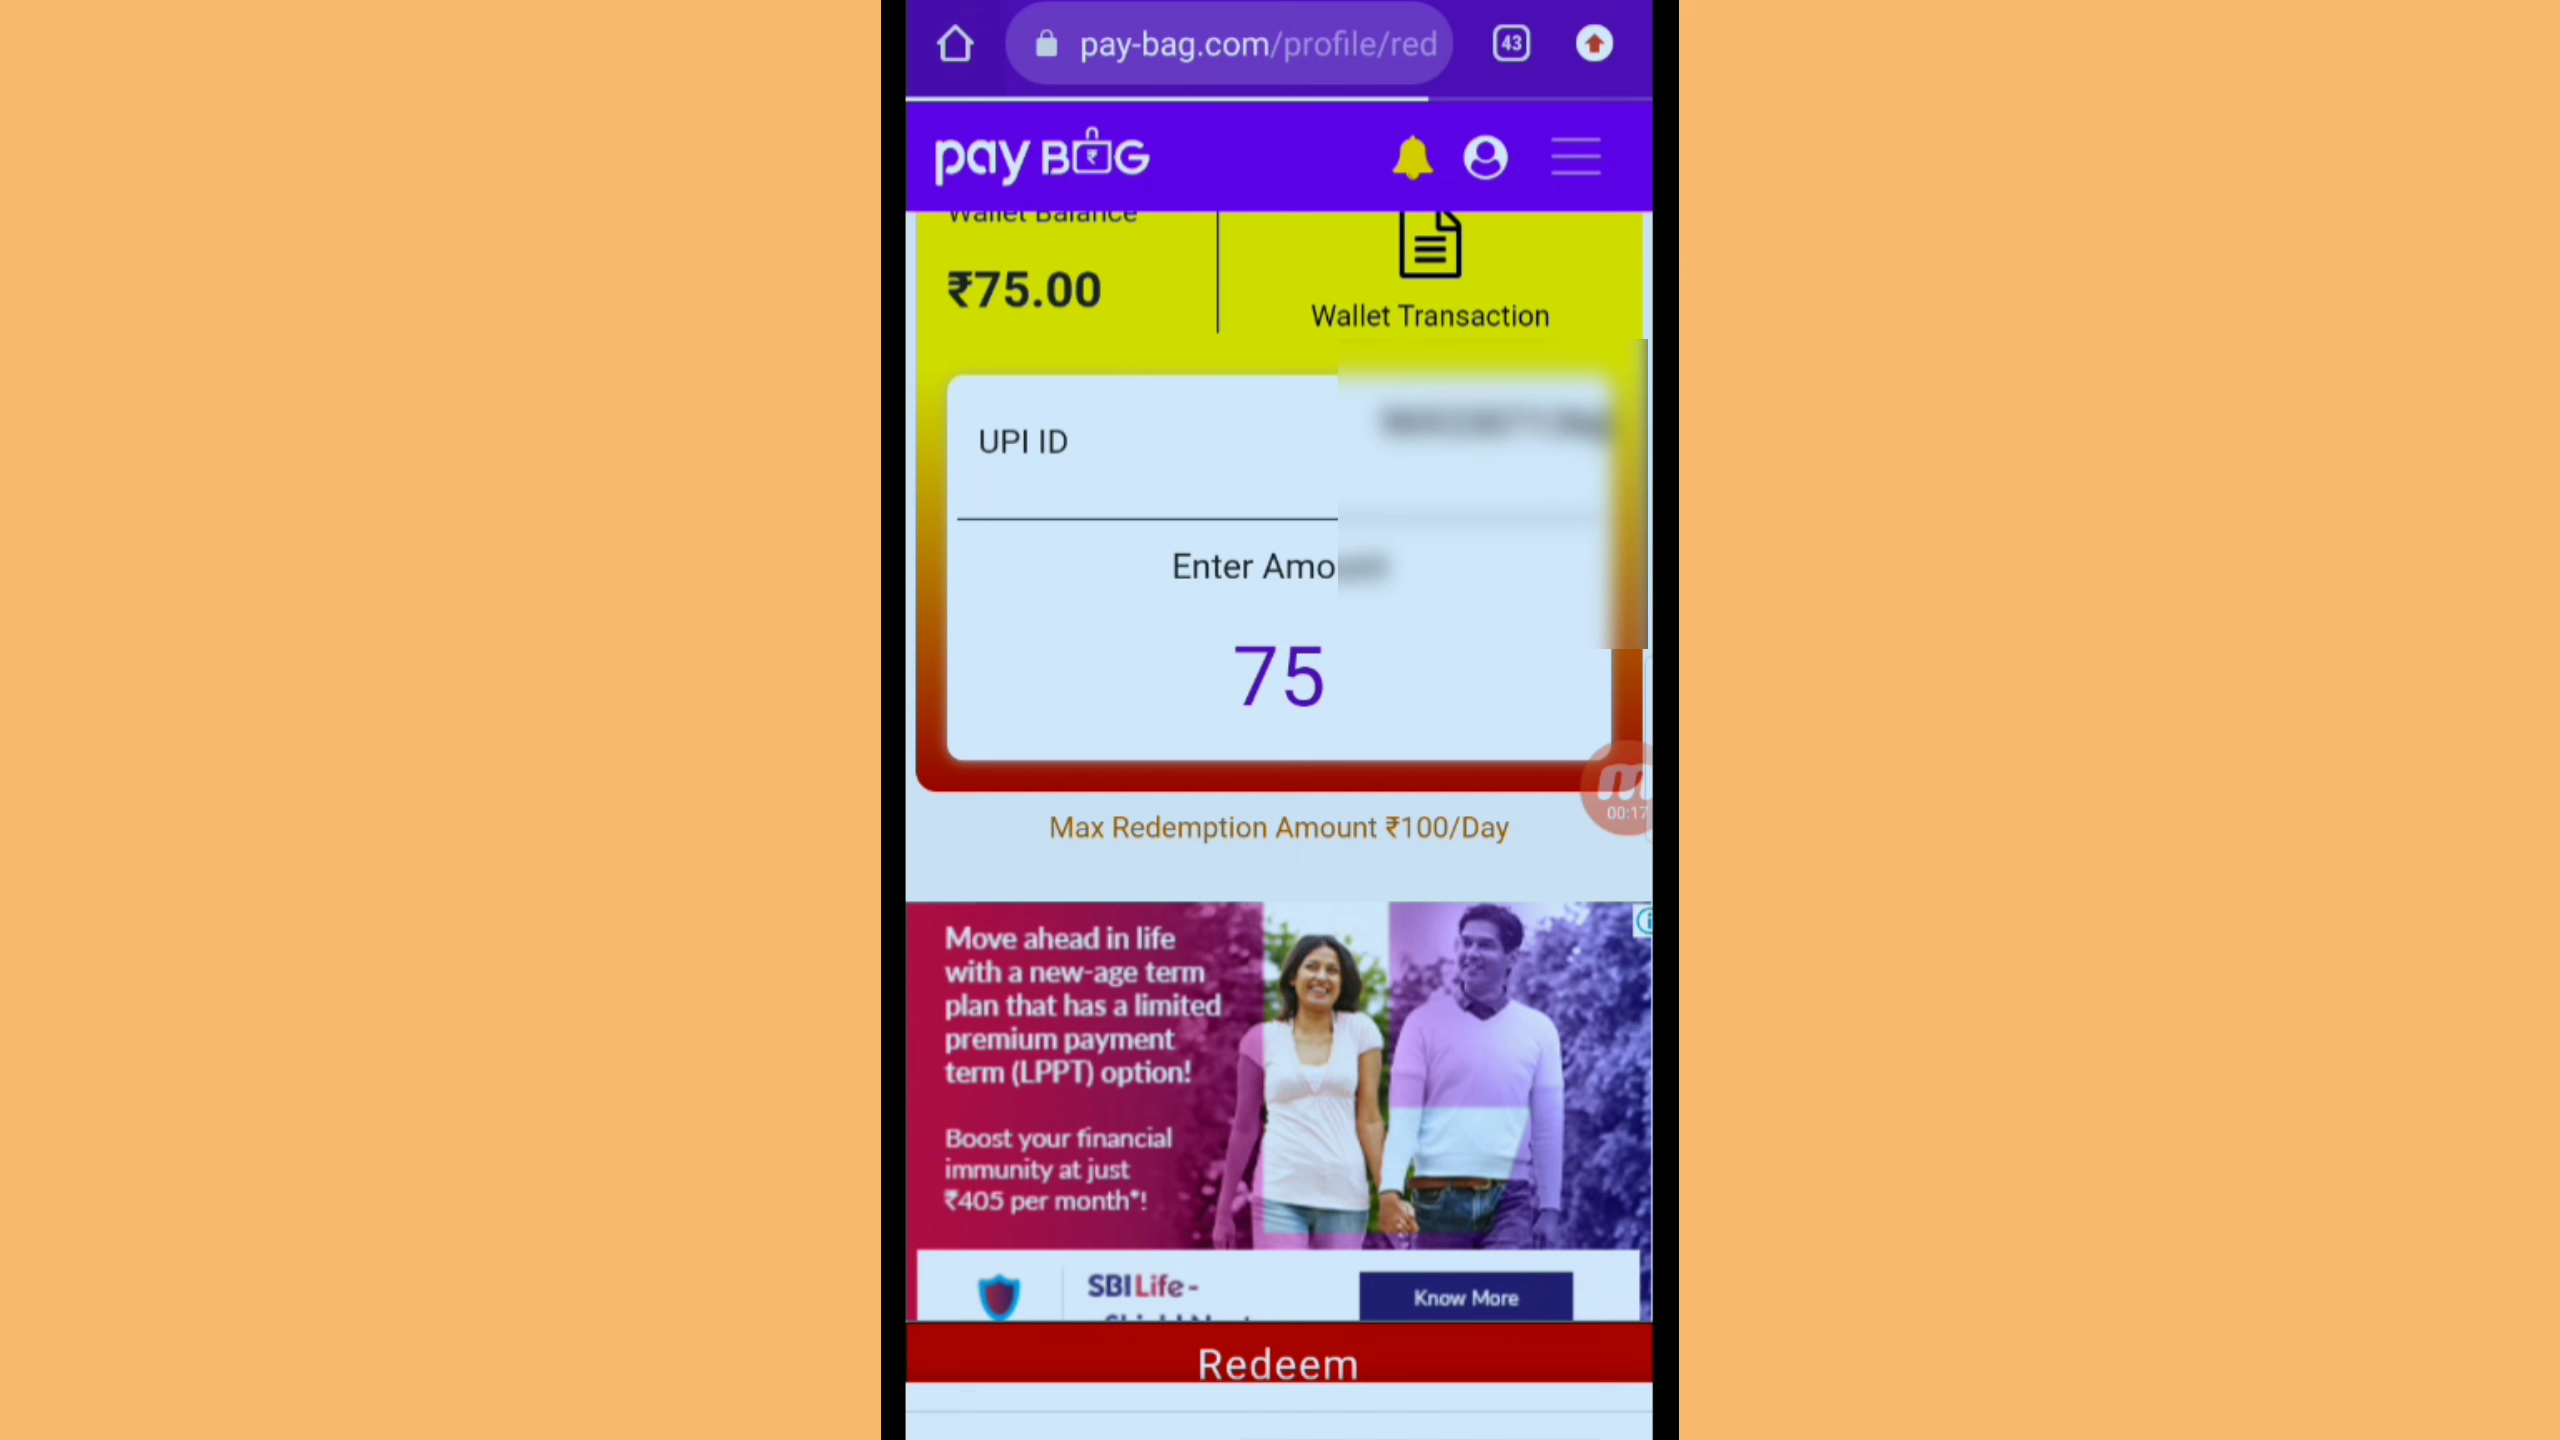 pay-bag.com/profile/red
43
pay BAG
Wallet Balance
₹75.00
Wallet Transaction
UPI ID
Enter Amount
75
00:17
Max Redemption Amount ₹100/Day
Move ahead in life
with a new-age term
plan that has a limited
premium payment
term (LPPT) option!
Boost your financial
immunity at just
₹405 per month*!
SBI Life -
Know More
Redeem